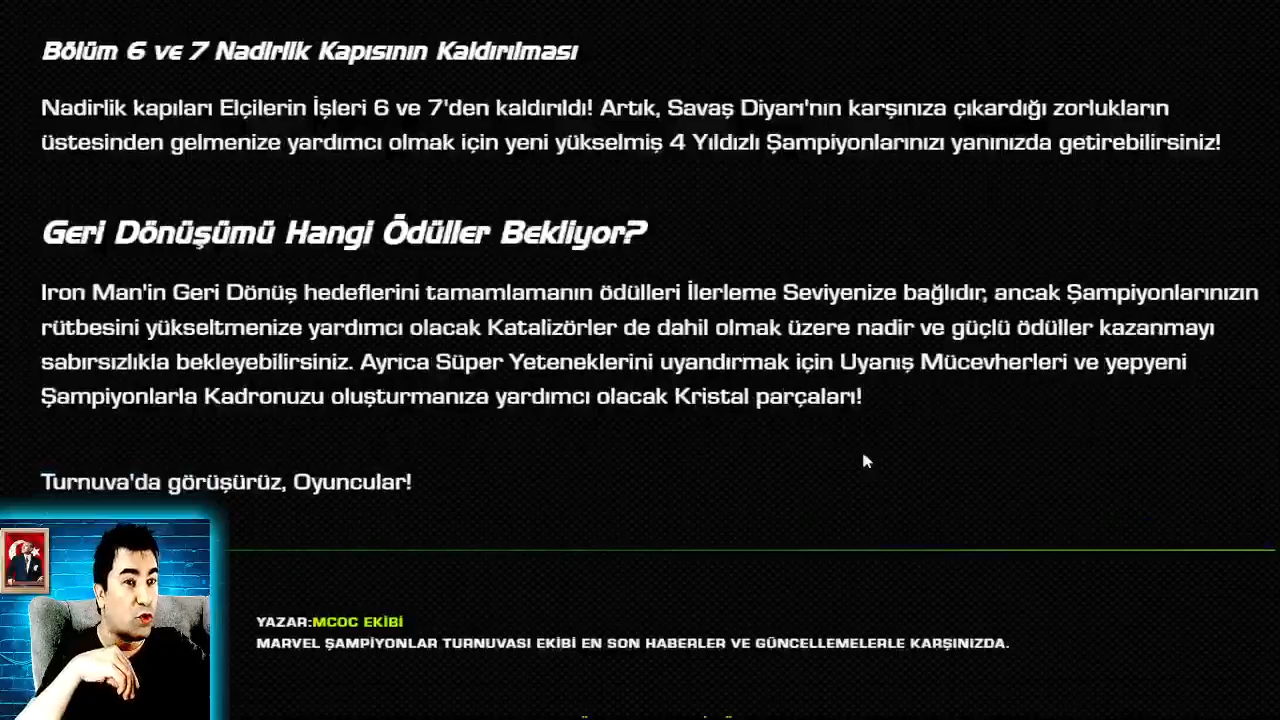 Bölüm 6 ve 7 Nadirlik Kapısının Kaldırılması
Nadirlik kapıları Elçilerin İşleri 6 ve 7'den kaldırıldı! Artık, Savaş Diyarı'nın karşınıza çıkardığı zorlukların
üstesinden gelmenize yardımcı olmak için yeni yükselmiş 4 Yıldızlı Şampiyonlarınızı yanınızda getirebilirsiniz!
Geri Dönüşümü Hangi Ödüller Bekliyor?
Iron Man'in Geri Dönüş hedeflerini tamamlamanın ödülleri İlerleme Seviyenize bağlıdır, ancak Şampiyonlarınızın
rütbesini yükseltmenize yardımcı olacak Katalizörler de dahil olmak üzere nadir ve güçlü ödüller kazanmayı
sabırsızlıkla bekleyebilirsiniz. Ayrıca Süper Yeteneklerini uyandırmak için Uyanış Mücevherleri ve yepyeni
Şampiyonlarla Kadronuzu oluşturmanıza yardımcı olacak Kristal parçaları!
Turnuva'da görüşürüz, Oyuncular!
YAZAR:MCOC EKİBİ
MARVEL ŞAMPİYONLAR TURNUVASI EKİBİ EN SON HABERLER VE GÜNCELLEMELERLE KARŞINIZDA.